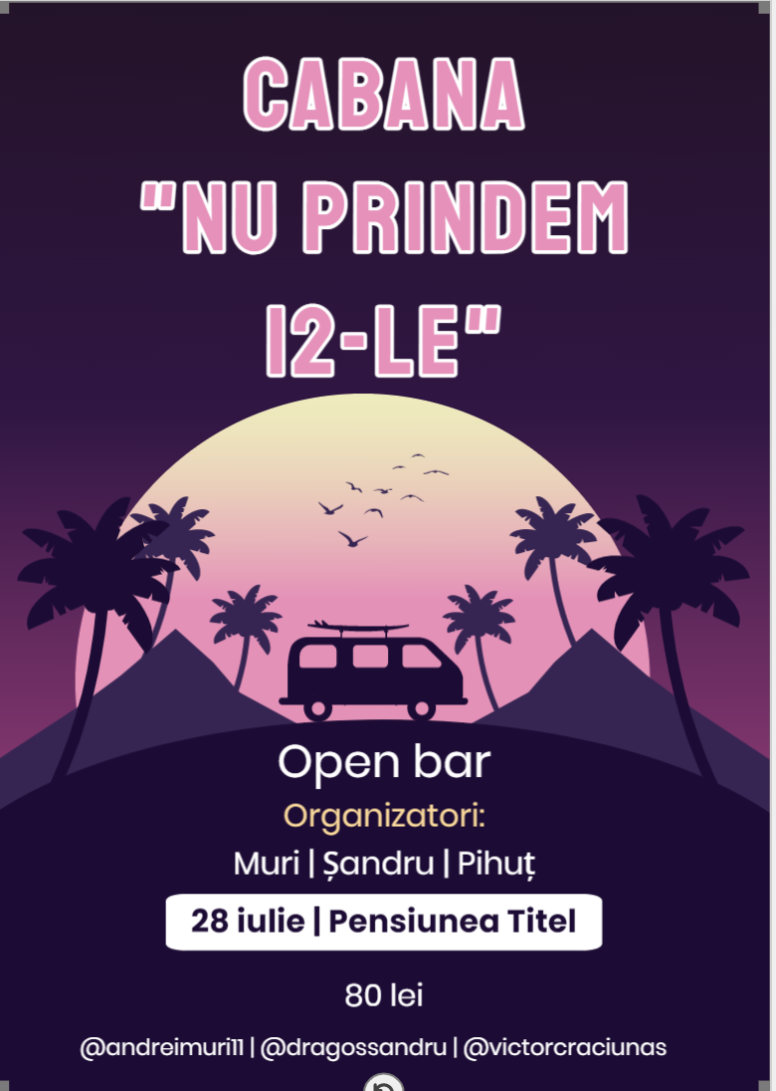 CABANA
"NU PRINDEM
12-LE"
Open bar
Organizatori:
Muri | Șandru | Pihuț
28 iulie | Pensiunea Titel
80 lei
@andreimuri11 | @dragossandru | @victorcraciunas